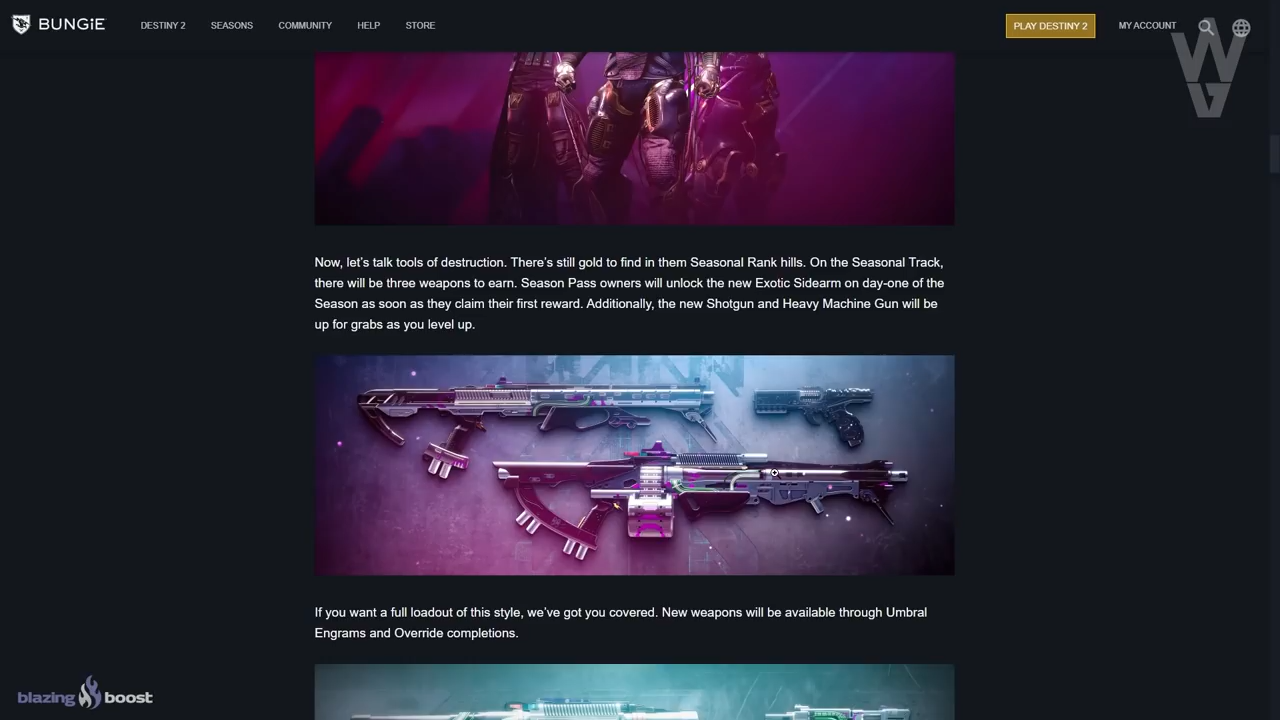 BUNGiE DESTINY 2 SEASONS COMMUNITY HELP STORE PLAY DESTINY 2 MY ACCOUNT
WG
Now, let's talk tools of destruction. There's still gold to find in them Seasonal Rank hills. On the Seasonal Track,
there will be three weapons to earn. Season Pass owners will unlock the new Exotic Sidearm on day-one of the
Season as soon as they claim their first reward. Additionally, the new Shotgun and Heavy Machine Gun will be
up for grabs as you level up.
If you want a full loadout of this style, we've got you covered. New weapons will be available through Umbral
Engrams and Override completions.
blazing boost